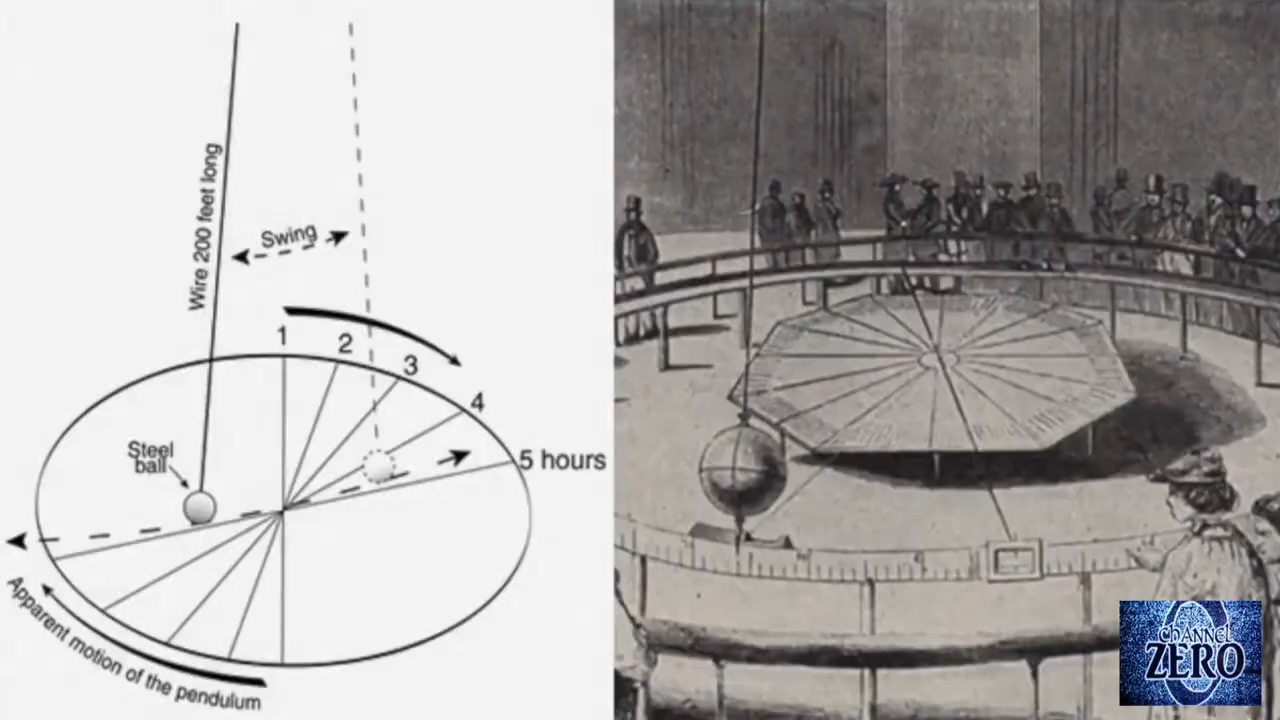 Wire 200 feet long
Swing
1
2
3
4
5 hours
Steel
ball
Apparent motion of the pendulum
channel
ZERO